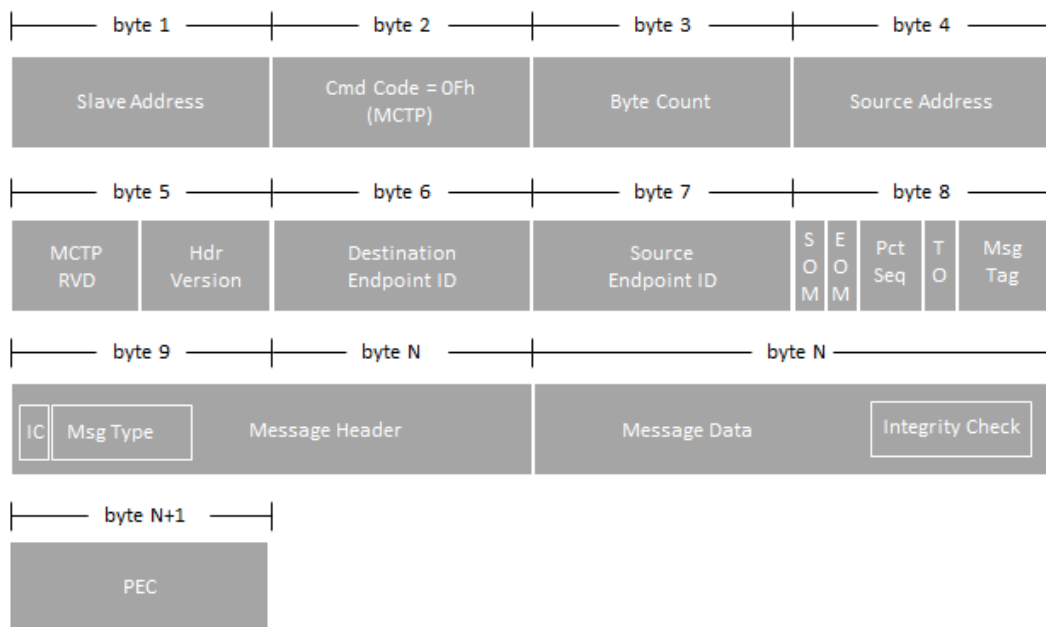 byte 1 byte 2 byte 3 byte 4
Slave Address
Cmd Code = 0Fh
(MCTP)
Byte Count
Source Address
byte 5 byte 6 byte 7 byte 8
MCTP
RVD
Hdr
Version
Destination
Endpoint ID
Source
Endpoint ID
S
O
M
E
O
M
Pct
Seq
T
O
Msg
Tag
byte 9 byte N byte N
IC
Msg Type
Message Header
Message Data
Integrity Check
byte N+1
PEC